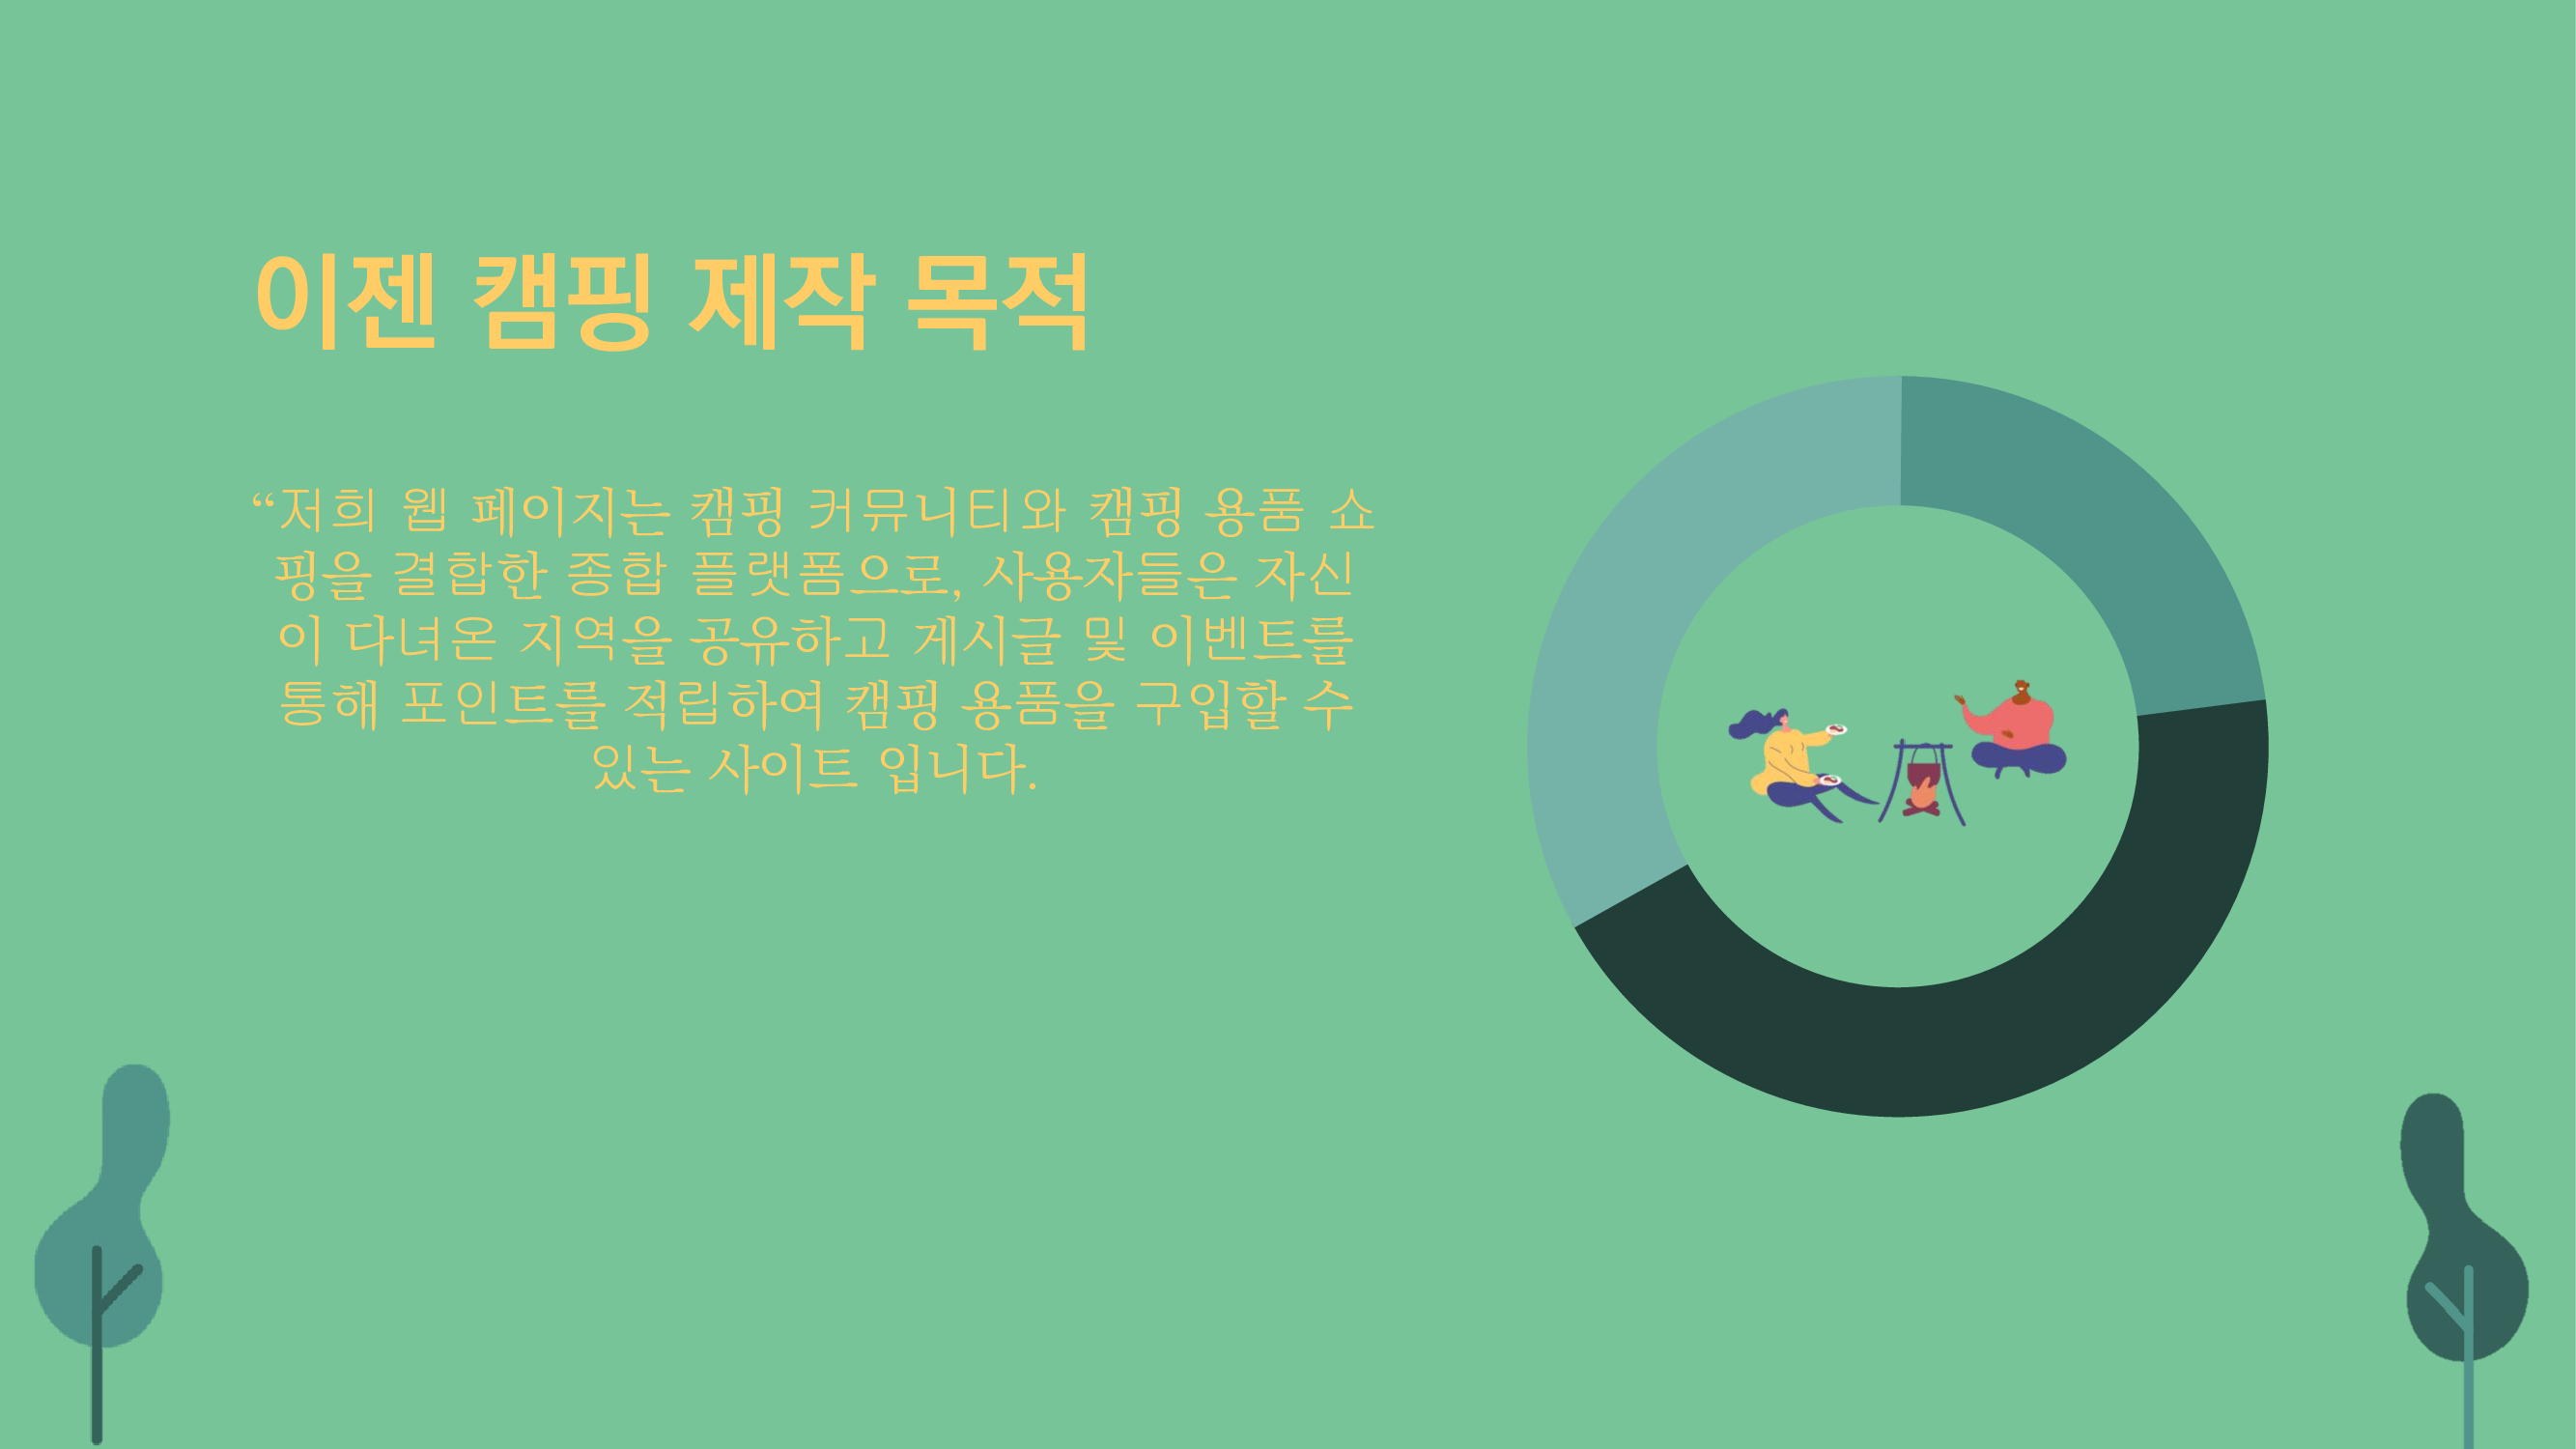 이젠 캠핑 제작 목적
“저희 웹 페이지는 캠핑 커뮤니티와 캠핑 용품 쇼
핑을 결합한 종합 플랫폼으로, 사용자들은 자신
이 다녀온 지역을 공유하고 게시글 및 이벤트를
통해 포인트를 적립하여 캠핑 용품을 구입할 수
있는 사이트 입니다.